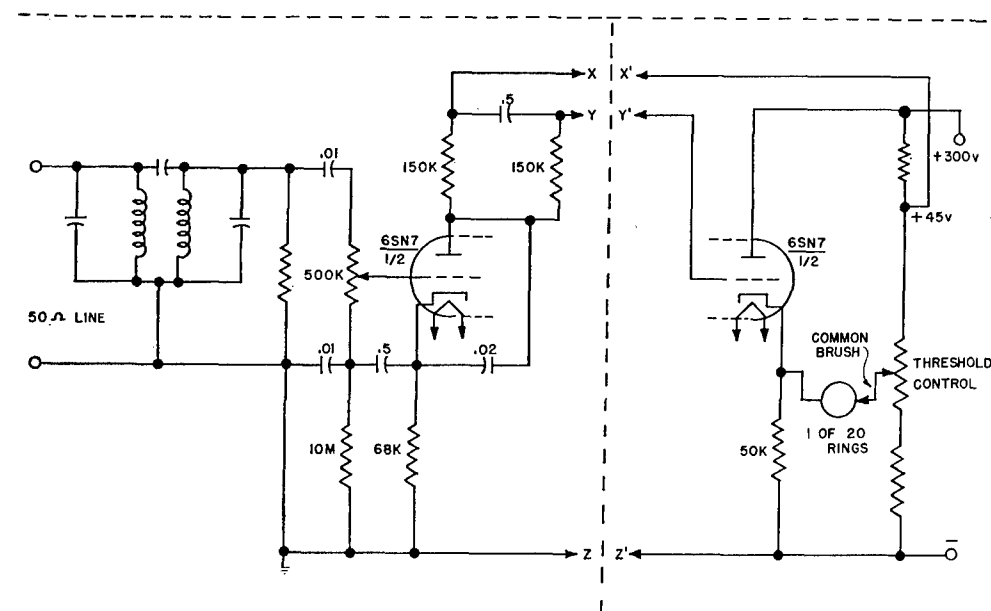 X
X'
.5
Y
Y'
.01
150K
150K
+300V
+45V
6SN7
1/2
6SN7
1/2
500K
50 Ω LINE
.01
.5
.02
COMMON
BRUSH
THRESHOLD
CONTROL
10M
68K
50K
1 OF 20
RINGS
Z
Z'
−